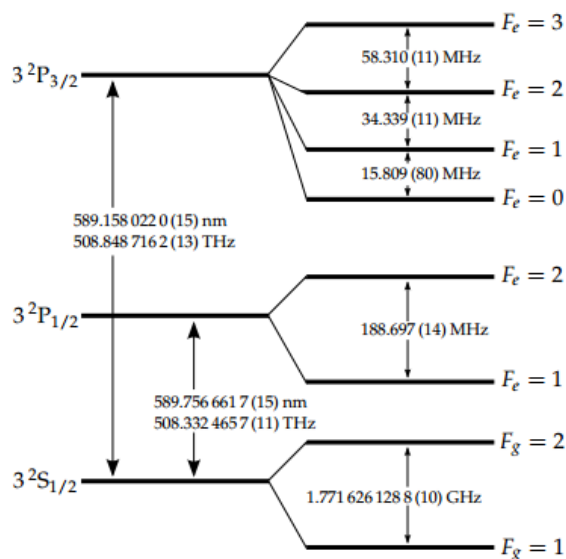 F_e = 3
58.310 (11) MHz
3 ²P₃/₂
F_e = 2
34.339 (11) MHz
F_e = 1
15.809 (80) MHz
F_e = 0
589.158 022 0 (15) nm
508.848 716 2 (13) THz
F_e = 2
3 ²P₁/₂
188.697 (14) MHz
F_e = 1
589.756 661 7 (15) nm
508.332 465 7 (11) THz
F_g = 2
3 ²S₁/₂
1.771 626 128 8 (10) GHz
F_g = 1